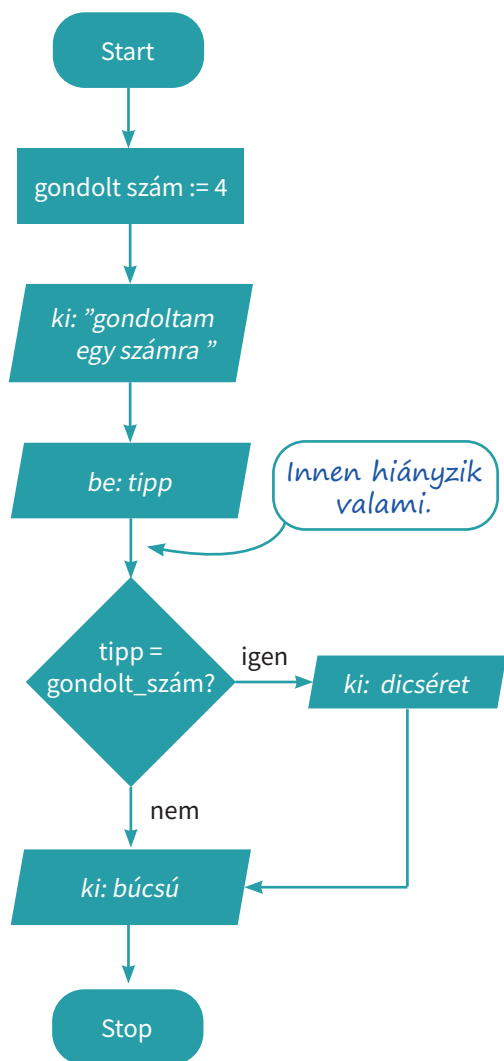 Start
gondolt szám := 4
ki: ”gondoltam
egy számra ”
be: tipp
Innen hiányzik
valami.
tipp =
gondolt_szám?
igen
ki: dicséret
nem
ki: búcsú
Stop